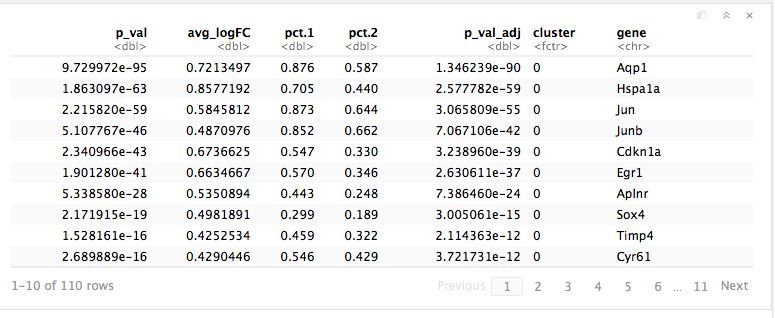 p_val avg_logFC pct.1 pct.2 p_val_adj cluster gene
<dbl> <dbl> <dbl> <dbl> <dbl> <fctr> <chr>
9.729972e-95 0.7213497 0.876 0.587 1.346239e-90 0 Aqp1
1.863097e-63 0.8577192 0.705 0.440 2.577782e-59 0 Hspa1a
2.215820e-59 0.5845812 0.873 0.644 3.065809e-55 0 Jun
5.107767e-46 0.4870976 0.852 0.662 7.067106e-42 0 Junb
2.340966e-43 0.6736625 0.547 0.330 3.238960e-39 0 Cdkn1a
1.901280e-41 0.6634667 0.570 0.346 2.630611e-37 0 Egr1
5.338580e-28 0.5350894 0.443 0.248 7.386460e-24 0 Aplnr
2.171915e-19 0.4981891 0.299 0.189 3.005061e-15 0 Sox4
1.528161e-16 0.4252534 0.459 0.322 2.114363e-12 0 Timp4
2.689889e-16 0.4290446 0.546 0.429 3.721731e-12 0 Cyr61
1-10 of 110 rows Previous 1 2 3 4 5 6 ... 11 Next